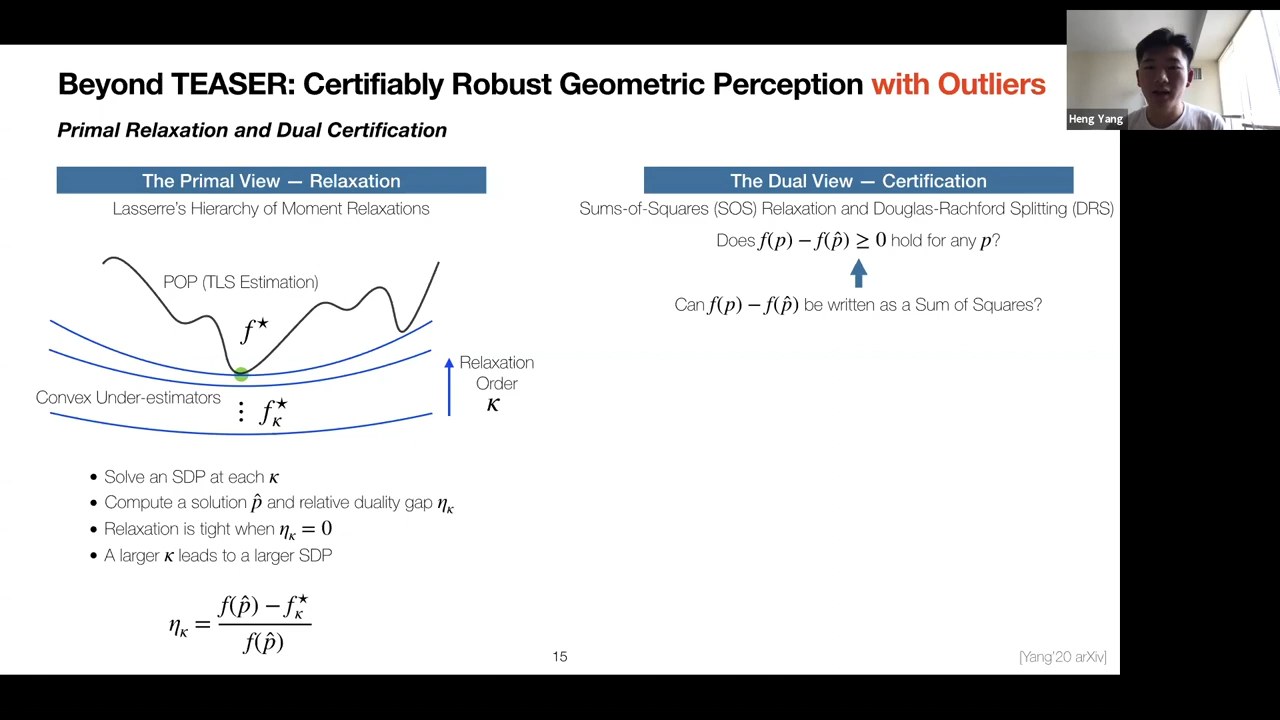 Beyond TEASER: Certifiably Robust Geometric Perception with Outliers
Primal Relaxation and Dual Certification
Heng Yang
The Primal View — Relaxation
Lasserre's Hierarchy of Moment Relaxations
POP (TLS Estimation)
f★
Convex Under-estimators
⋮ f★κ
Relaxation
Order
κ
• Solve an SDP at each κ
• Compute a solution p̂ and relative duality gap ηκ
• Relaxation is tight when ηκ = 0
• A larger κ leads to a larger SDP
ηκ = (f(p̂) − f★κ) / f(p̂)
The Dual View — Certification
Sums-of-Squares (SOS) Relaxation and Douglas-Rachford Splitting (DRS)
Does f(p) − f(p̂) ≥ 0 hold for any p?
Can f(p) − f(p̂) be written as a Sum of Squares?
15
[Yang'20 arXiv]